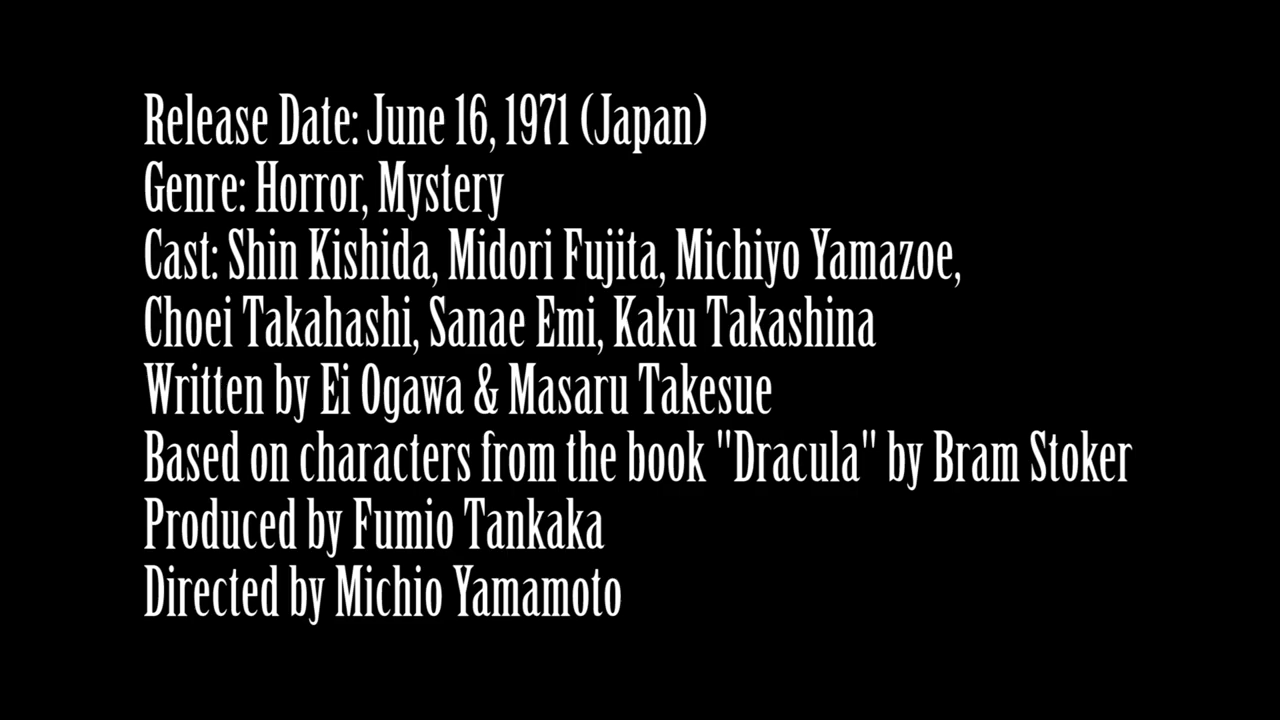 Release Date: June 16, 1971 (Japan)
Genre: Horror, Mystery
Cast: Shin Kishida, Midori Fujita, Michiyo Yamazoe,
Choei Takahashi, Sanae Emi, Kaku Takashina
Written by Ei Ogawa & Masaru Takesue
Based on characters from the book "Dracula" by Bram Stoker
Produced by Fumio Tankaka
Directed by Michio Yamamoto